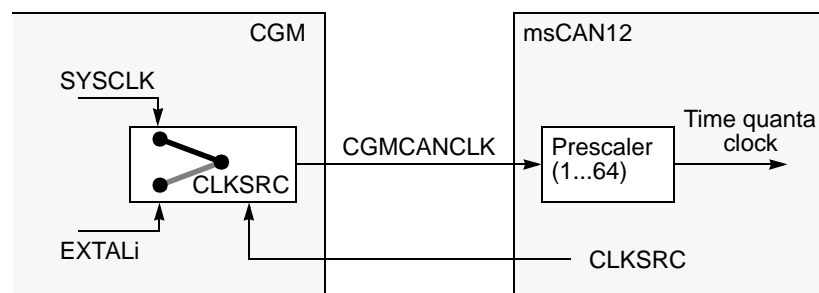 CGM
msCAN12
SYSCLK
Time quanta
clock
CGMCANCLK
Prescaler
(1...64)
CLKSRC
EXTALi
CLKSRC